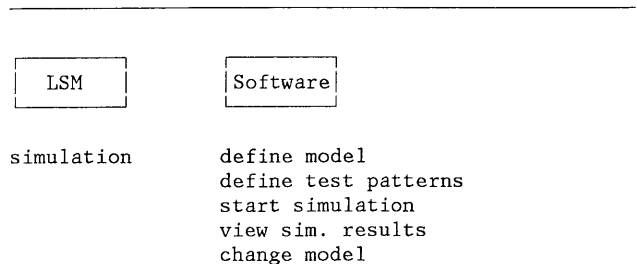 LSM Software
simulation define model
define test patterns
start simulation
view sim. results
change model